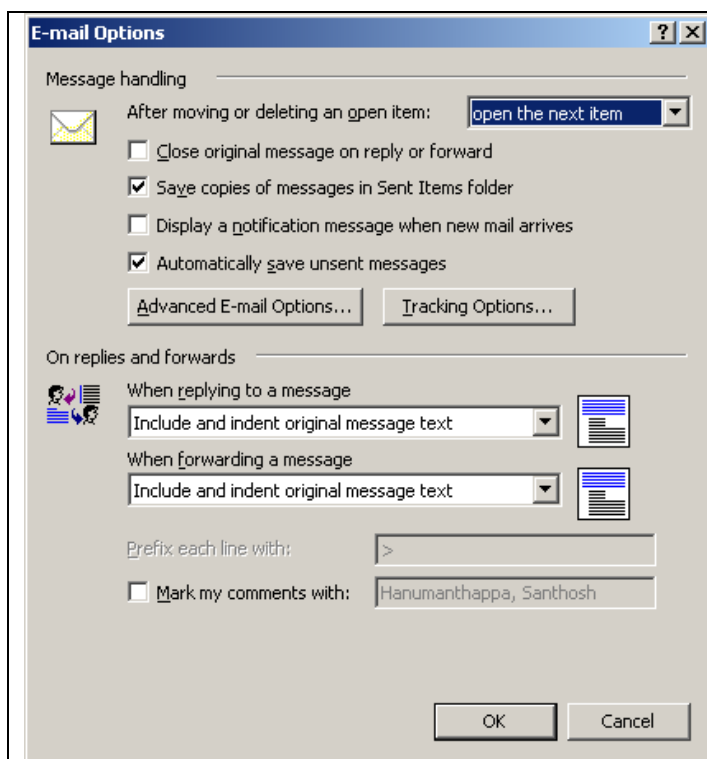 E-mail Options
Message handling
After moving or deleting an open item: open the next item
Close original message on reply or forward
Save copies of messages in Sent Items folder
Display a notification message when new mail arrives
Automatically save unsent messages
Advanced E-mail Options... Tracking Options...
On replies and forwards
When replying to a message
Include and indent original message text
When forwarding a message
Include and indent original message text
Prefix each line with: >
Mark my comments with: Hanumanthappa, Santhosh
OK Cancel